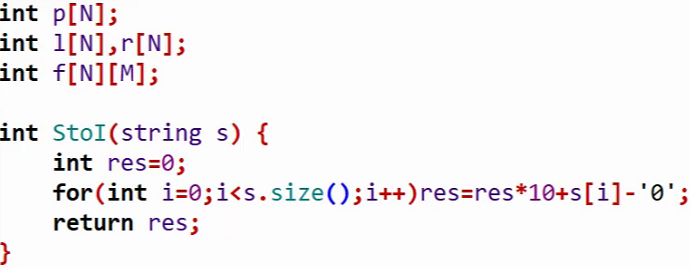 int p[N];
int l[N],r[N];
int f[N][M];
int StoI(string s) {
    int res=0;
    for(int i=0;i<s.size();i++)res=res*10+s[i]-'0';
    return res;
}